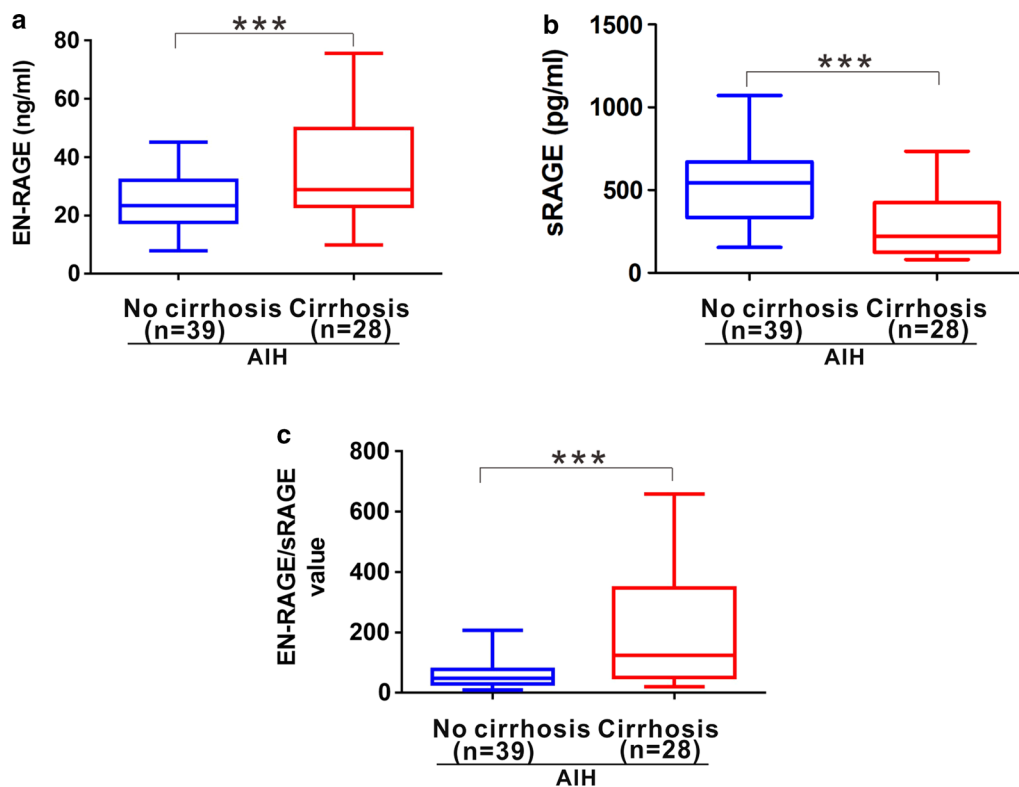 a
***
EN-RAGE (ng/ml)
80
60
40
20
0
No cirrhosis Cirrhosis
(n=39) (n=28)
AIH
b
***
sRAGE (pg/ml)
1500
1000
500
0
No cirrhosis Cirrhosis
(n=39) (n=28)
AIH
c
***
EN-RAGE/sRAGE
value
800
600
400
200
0
No cirrhosis Cirrhosis
(n=39) (n=28)
AIH